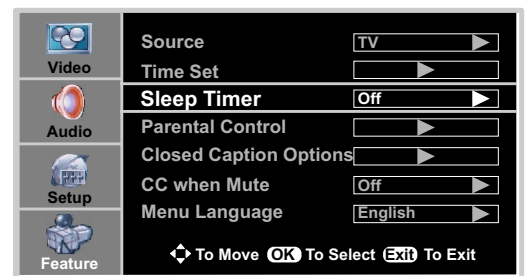 Video
Audio
Setup
Feature
Source TV
Time Set
Sleep Timer Off
Parental Control
Closed Caption Options
CC when Mute Off
Menu Language English
To Move OK To Select Exit To Exit